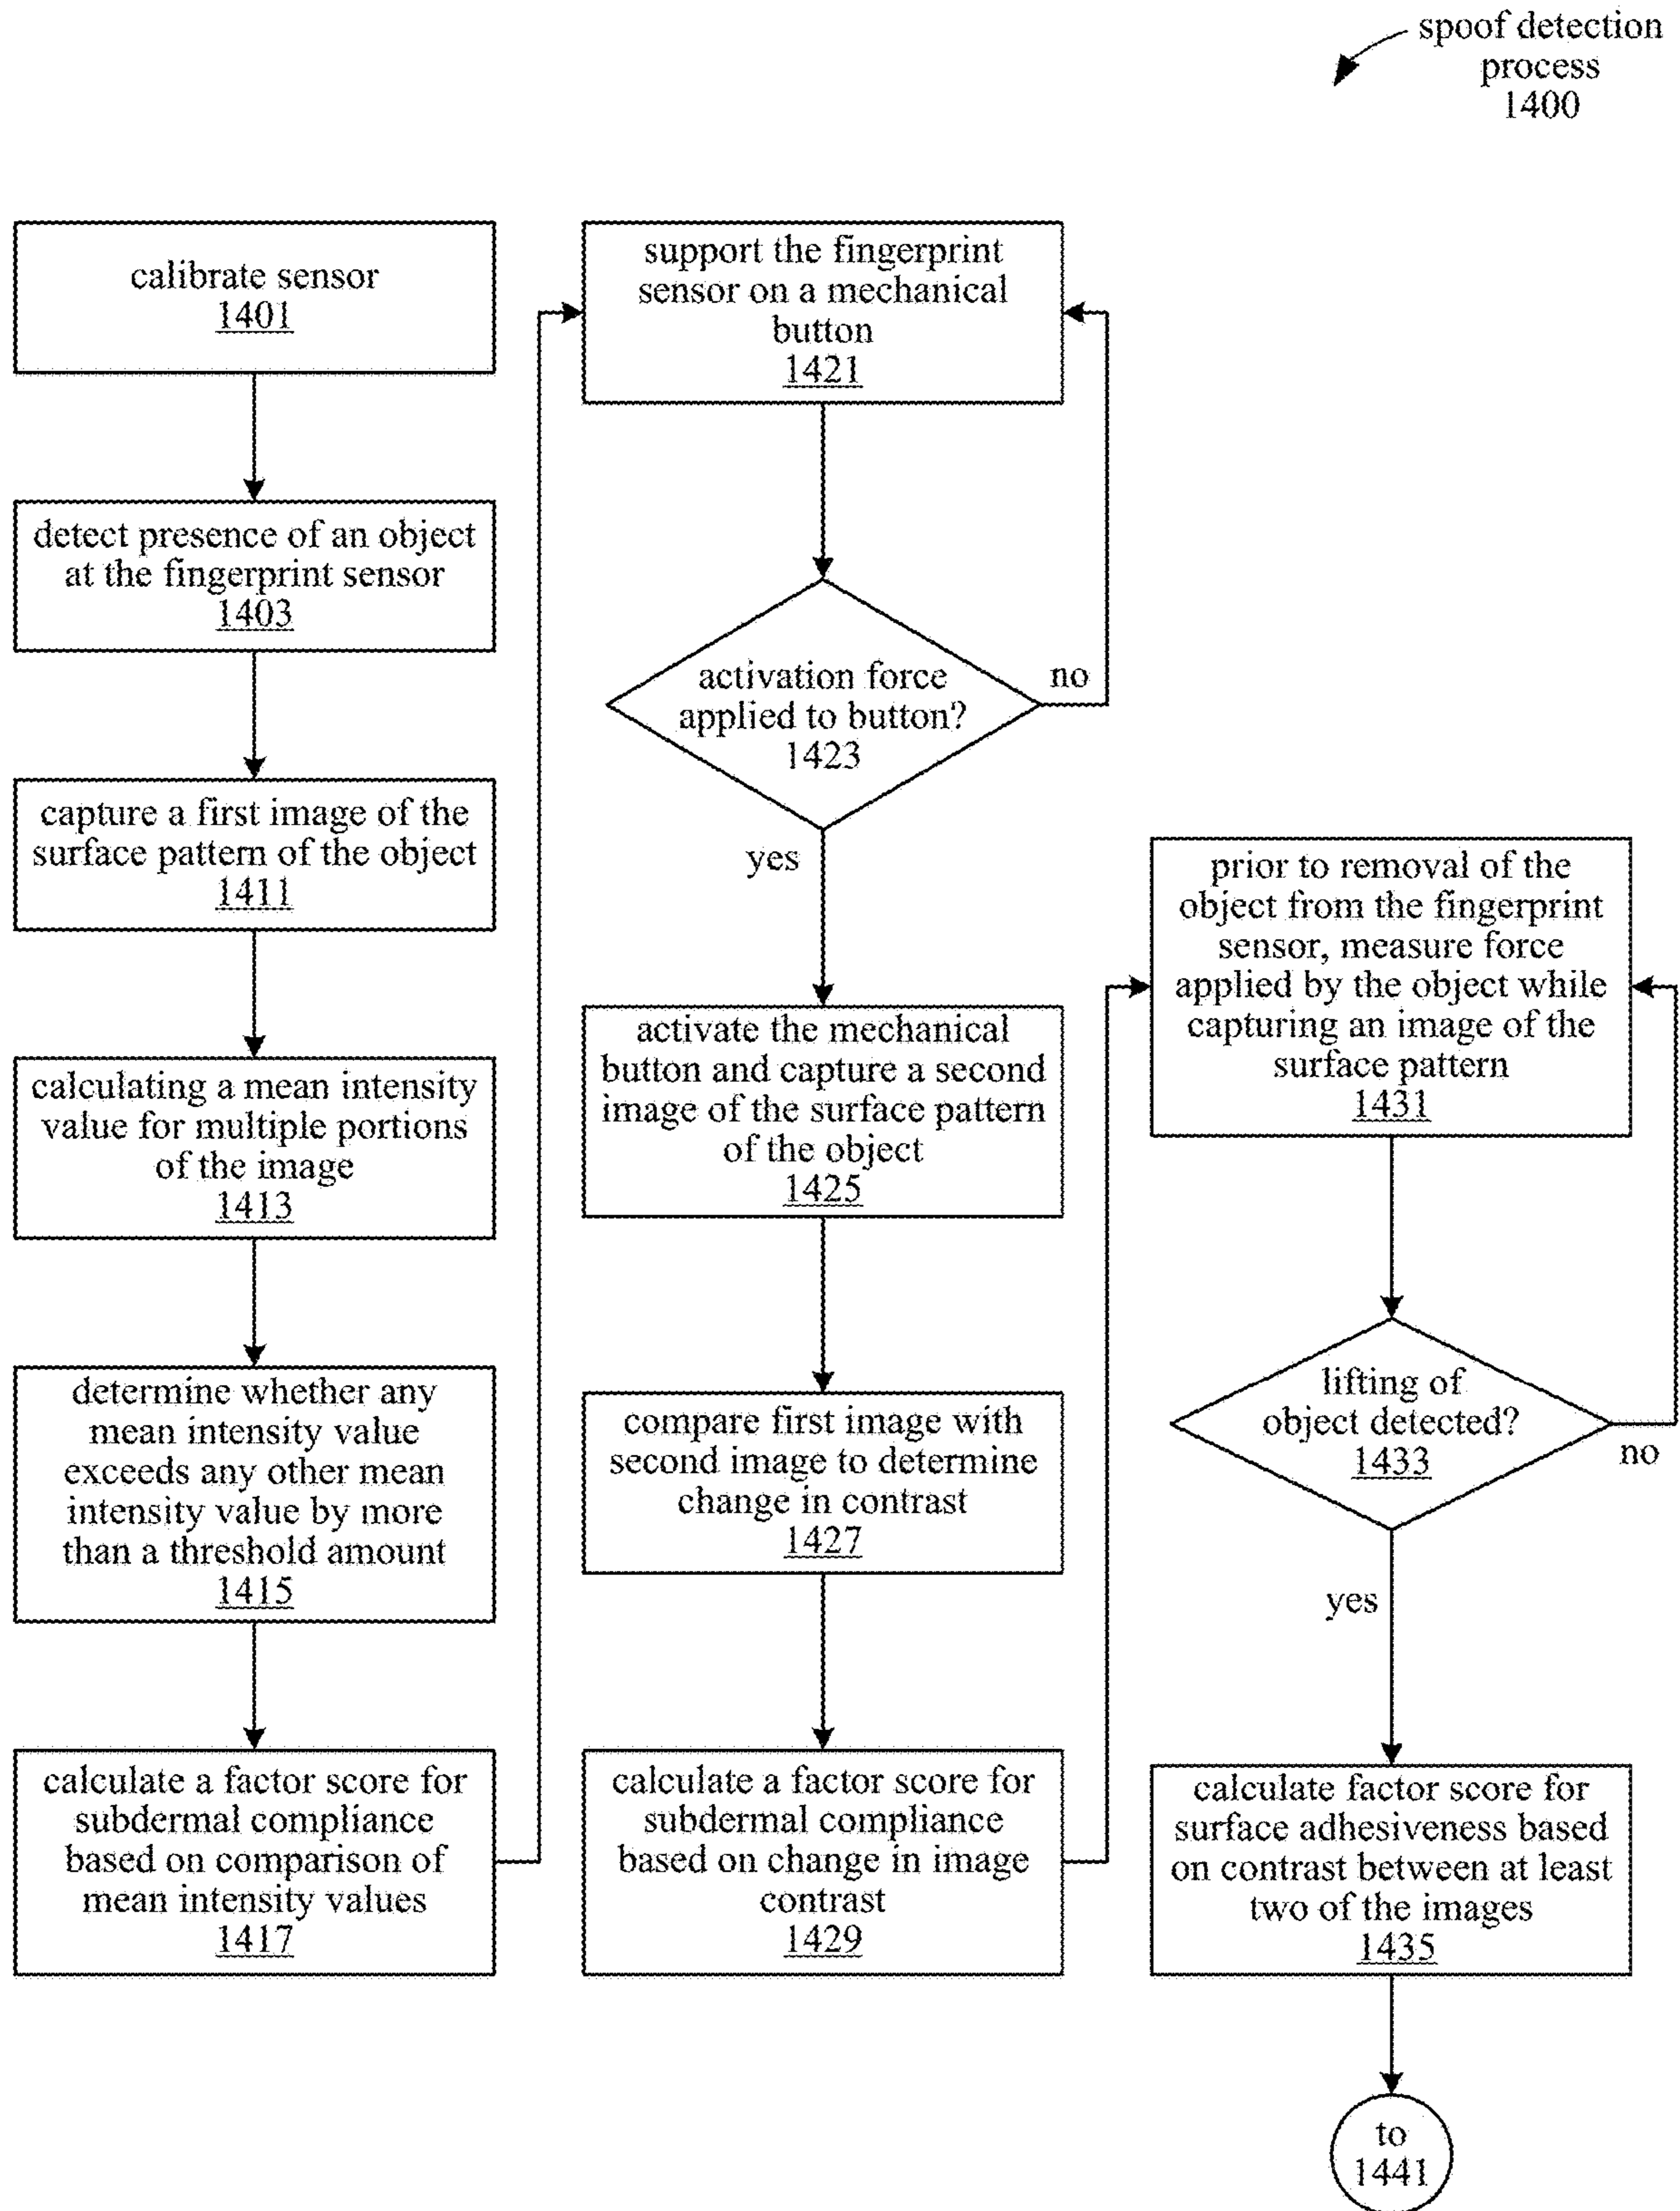 spoof detection
process
1400
calibrate sensor
1401
detect presence of an object
at the fingerprint sensor
1403
capture a first image of the
surface pattern of the object
1411
calculating a mean intensity
value for multiple portions
of the image
1413
determine whether any
mean intensity value
exceeds any other mean
intensity value by more
than a threshold amount
1415
calculate a factor score for
subdermal compliance
based on comparison of
mean intensity values
1417
support the fingerprint
sensor on a mechanical
button
1421
activation force
applied to button?
1423
no
yes
activate the mechanical
button and capture a second
image of the surface pattern
of the object
1425
compare first image with
second image to determine
change in contrast
1427
calculate a factor score for
subdermal compliance
based on change in image
contrast
1429
prior to removal of the
object from the fingerprint
sensor, measure force
applied by the object while
capturing an image of the
surface pattern
1431
lifting of
object detected?
1433
no
yes
calculate factor score for
surface adhesiveness based
on contrast between at least
two of the images
1435
to
1441